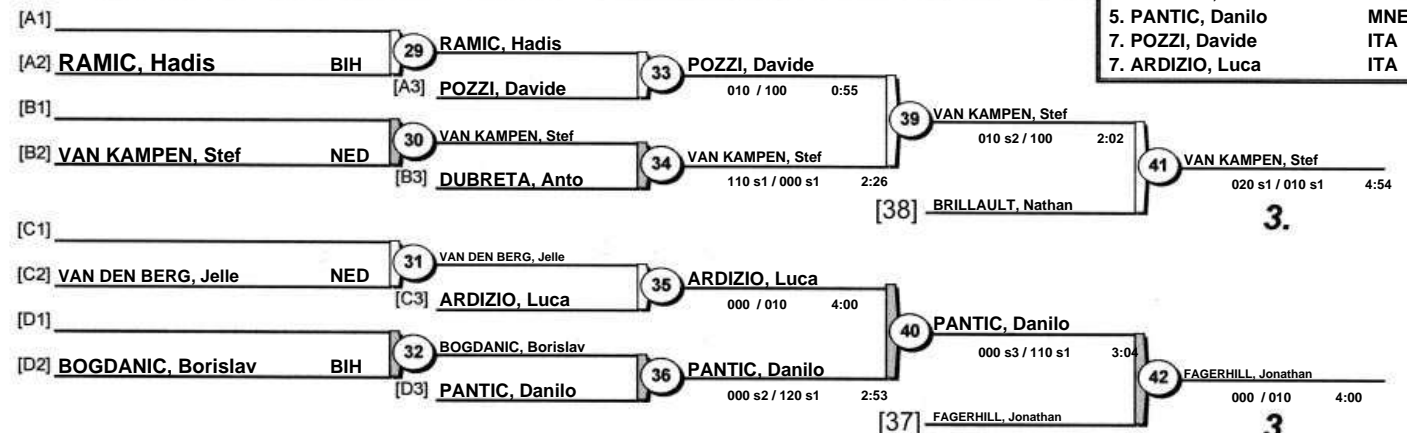 5. PANTIC, Danilo MNE
7. POZZI, Davide ITA
7. ARDIZIO, Luca ITA
[A1]
[A2] RAMIC, Hadis BIH
29
RAMIC, Hadis
[A3] POZZI, Davide
33
POZZI, Davide
010 / 100 0:55
[B1]
[B2] VAN KAMPEN, Stef NED
30
VAN KAMPEN, Stef
[B3] DUBRETA, Anto
34
VAN KAMPEN, Stef
110 s1 / 000 s1 2:26
39
VAN KAMPEN, Stef
010 s2 / 100 2:02
[38] BRILLAULT, Nathan
41
VAN KAMPEN, Stef
020 s1 / 010 s1 4:54
3.
[C1]
[C2] VAN DEN BERG, Jelle NED
31
VAN DEN BERG, Jelle
[C3] ARDIZIO, Luca
35
ARDIZIO, Luca
000 / 010 4:00
[D1]
[D2] BOGDANIC, Borislav BIH
32
BOGDANIC, Borislav
[D3] PANTIC, Danilo
36
PANTIC, Danilo
000 s2 / 120 s1 2:53
40
PANTIC, Danilo
000 s3 / 110 s1 3:04
[37] FAGERHILL, Jonathan
42
FAGERHILL, Jonathan
000 / 010 4:00
3